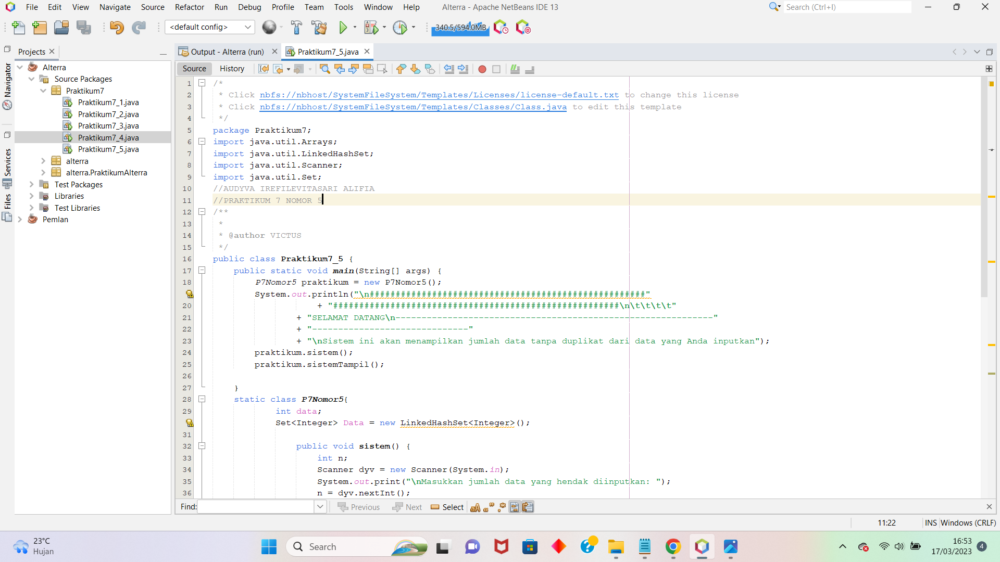 File Edit View Navigate Source Refactor Run Debug Profile Team Tools Window Help Alterra - Apache NetBeans IDE 13 Search (Ctrl+I)
<default config> 340.5/594.0MB
Projects Output - Alterra (run) Praktikum7_5.java
Navigator
Services
Files
Alterra
Source Packages
Praktikum7
Praktikum7_1.java
Praktikum7_2.java
Praktikum7_3.java
Praktikum7_4.java
Praktikum7_5.java
alterra
alterra.PraktikumAlterra
Test Packages
Libraries
Test Libraries
Pemlan
Source History
1 /*
2 * Click nbfs://nbhost/SystemFileSystem/Templates/Licenses/license-default.txt to change this license
3 * Click nbfs://nbhost/SystemFileSystem/Templates/Classes/Class.java to edit this template
4 */
5 package Praktikum7;
6 import java.util.Arrays;
7 import java.util.LinkedHashSet;
8 import java.util.Scanner;
9 import java.util.Set;
10 //AUDYVA IREFILEVITASARI ALIFIA
11 //PRAKTIKUM 7 NOMOR 5
12 /**
13 *
14 * @author VICTUS
15 */
16 public class Praktikum7_5 {
17 public static void main(String[] args) {
18 P7Nomor5 praktikum = new P7Nomor5();
System.out.println("\n#####################################################"
20 + "#######################################################\n\t\t\t\t"
21 + "SELAMAT DATANG\n-------------------------------------------------------------"
22 + "------------------------------"
23 + "\nSistem ini akan menampilkan jumlah data tanpa duplikat dari data yang Anda inputkan");
24 praktikum.sistem();
25 praktikum.sistemTampil();
26
27 }
28 static class P7Nomor5{
29 int data;
Set<Integer> Data = new LinkedHashSet<Integer>();
31
32 public void sistem() {
33 int n;
34 Scanner dyv = new Scanner(System.in);
35 System.out.print("\nMasukkan jumlah data yang hendak diinputkan: ");
36 n = dyv.nextInt();
Find: Previous Next Select
11:22 INS Windows (CRLF)
23°C
Hujan
Search
16:53
17/03/2023
4